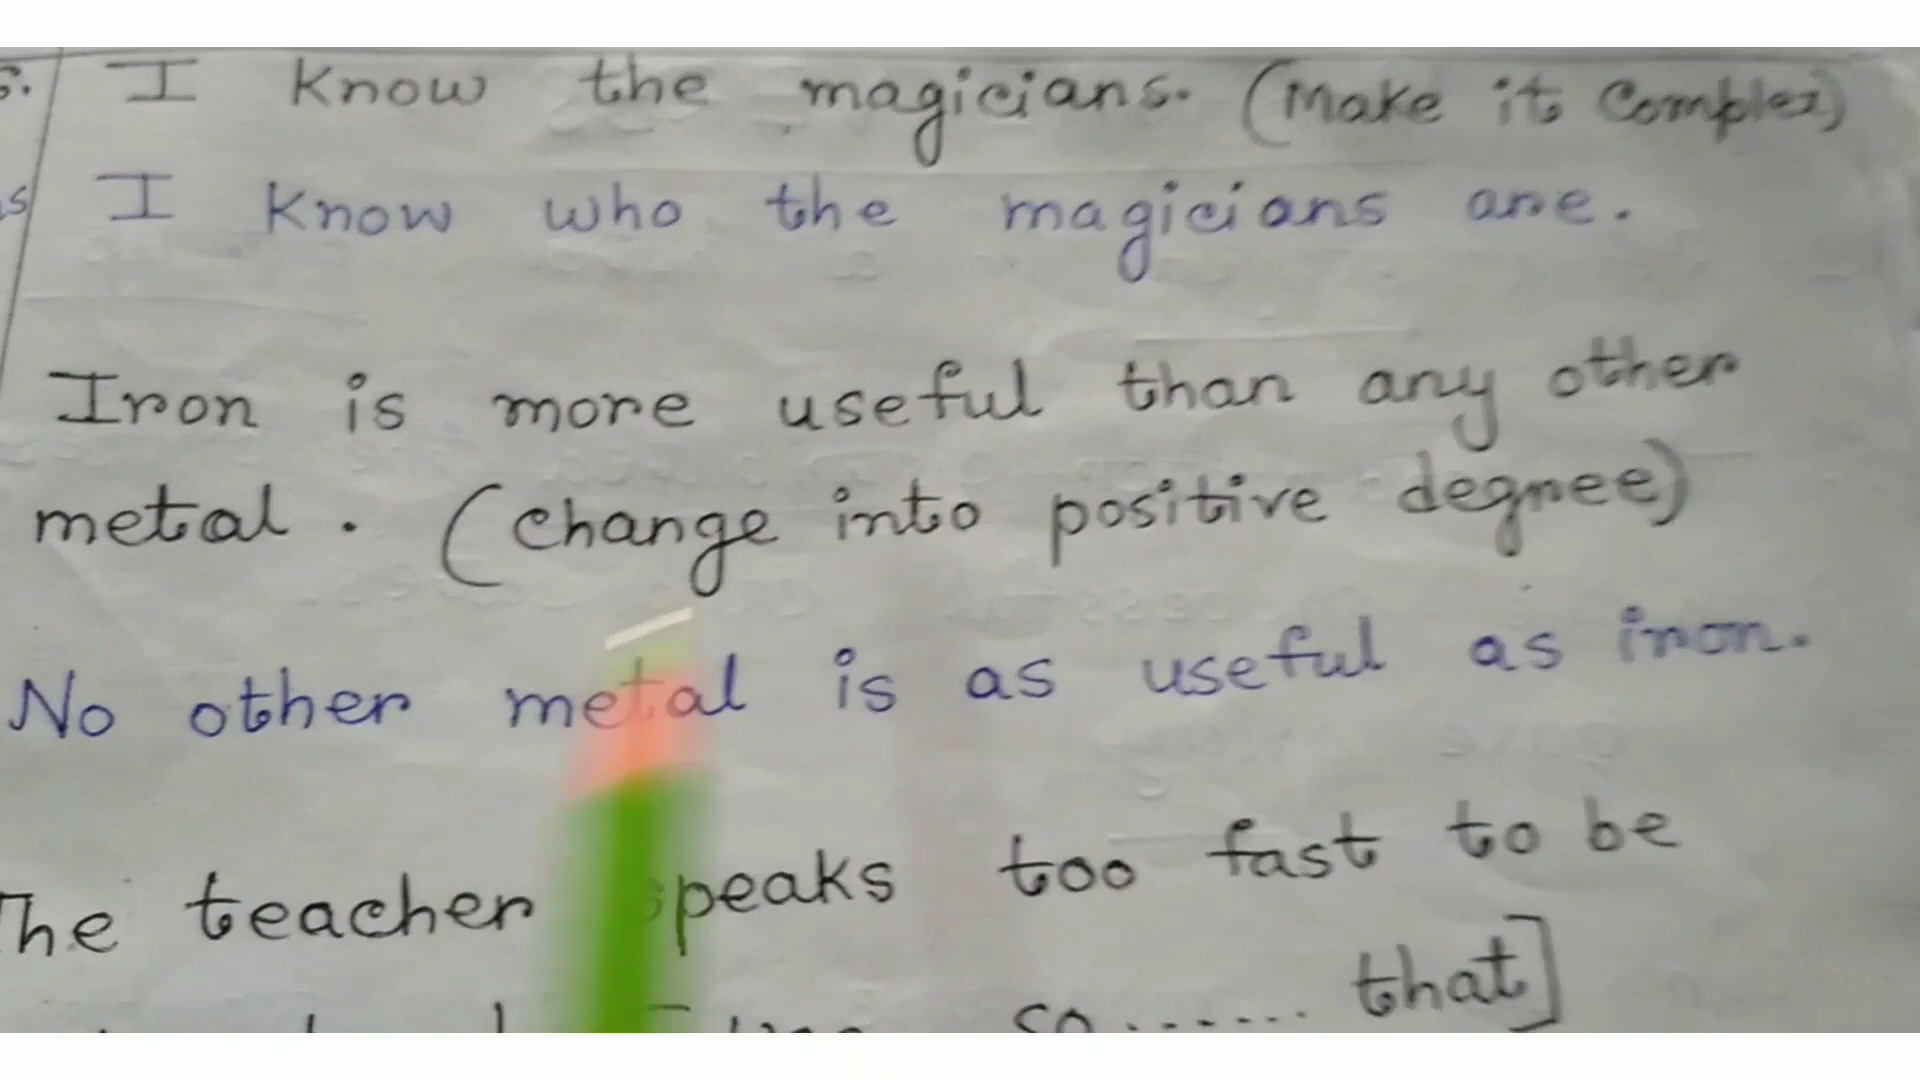 I know the magicians. (Make it Complex)
I know who the magicians are.
Iron is more useful than any other
metal. (change into positive degree)
No other metal is as useful as iron.
The teacher speaks too fast to be
so....... that]